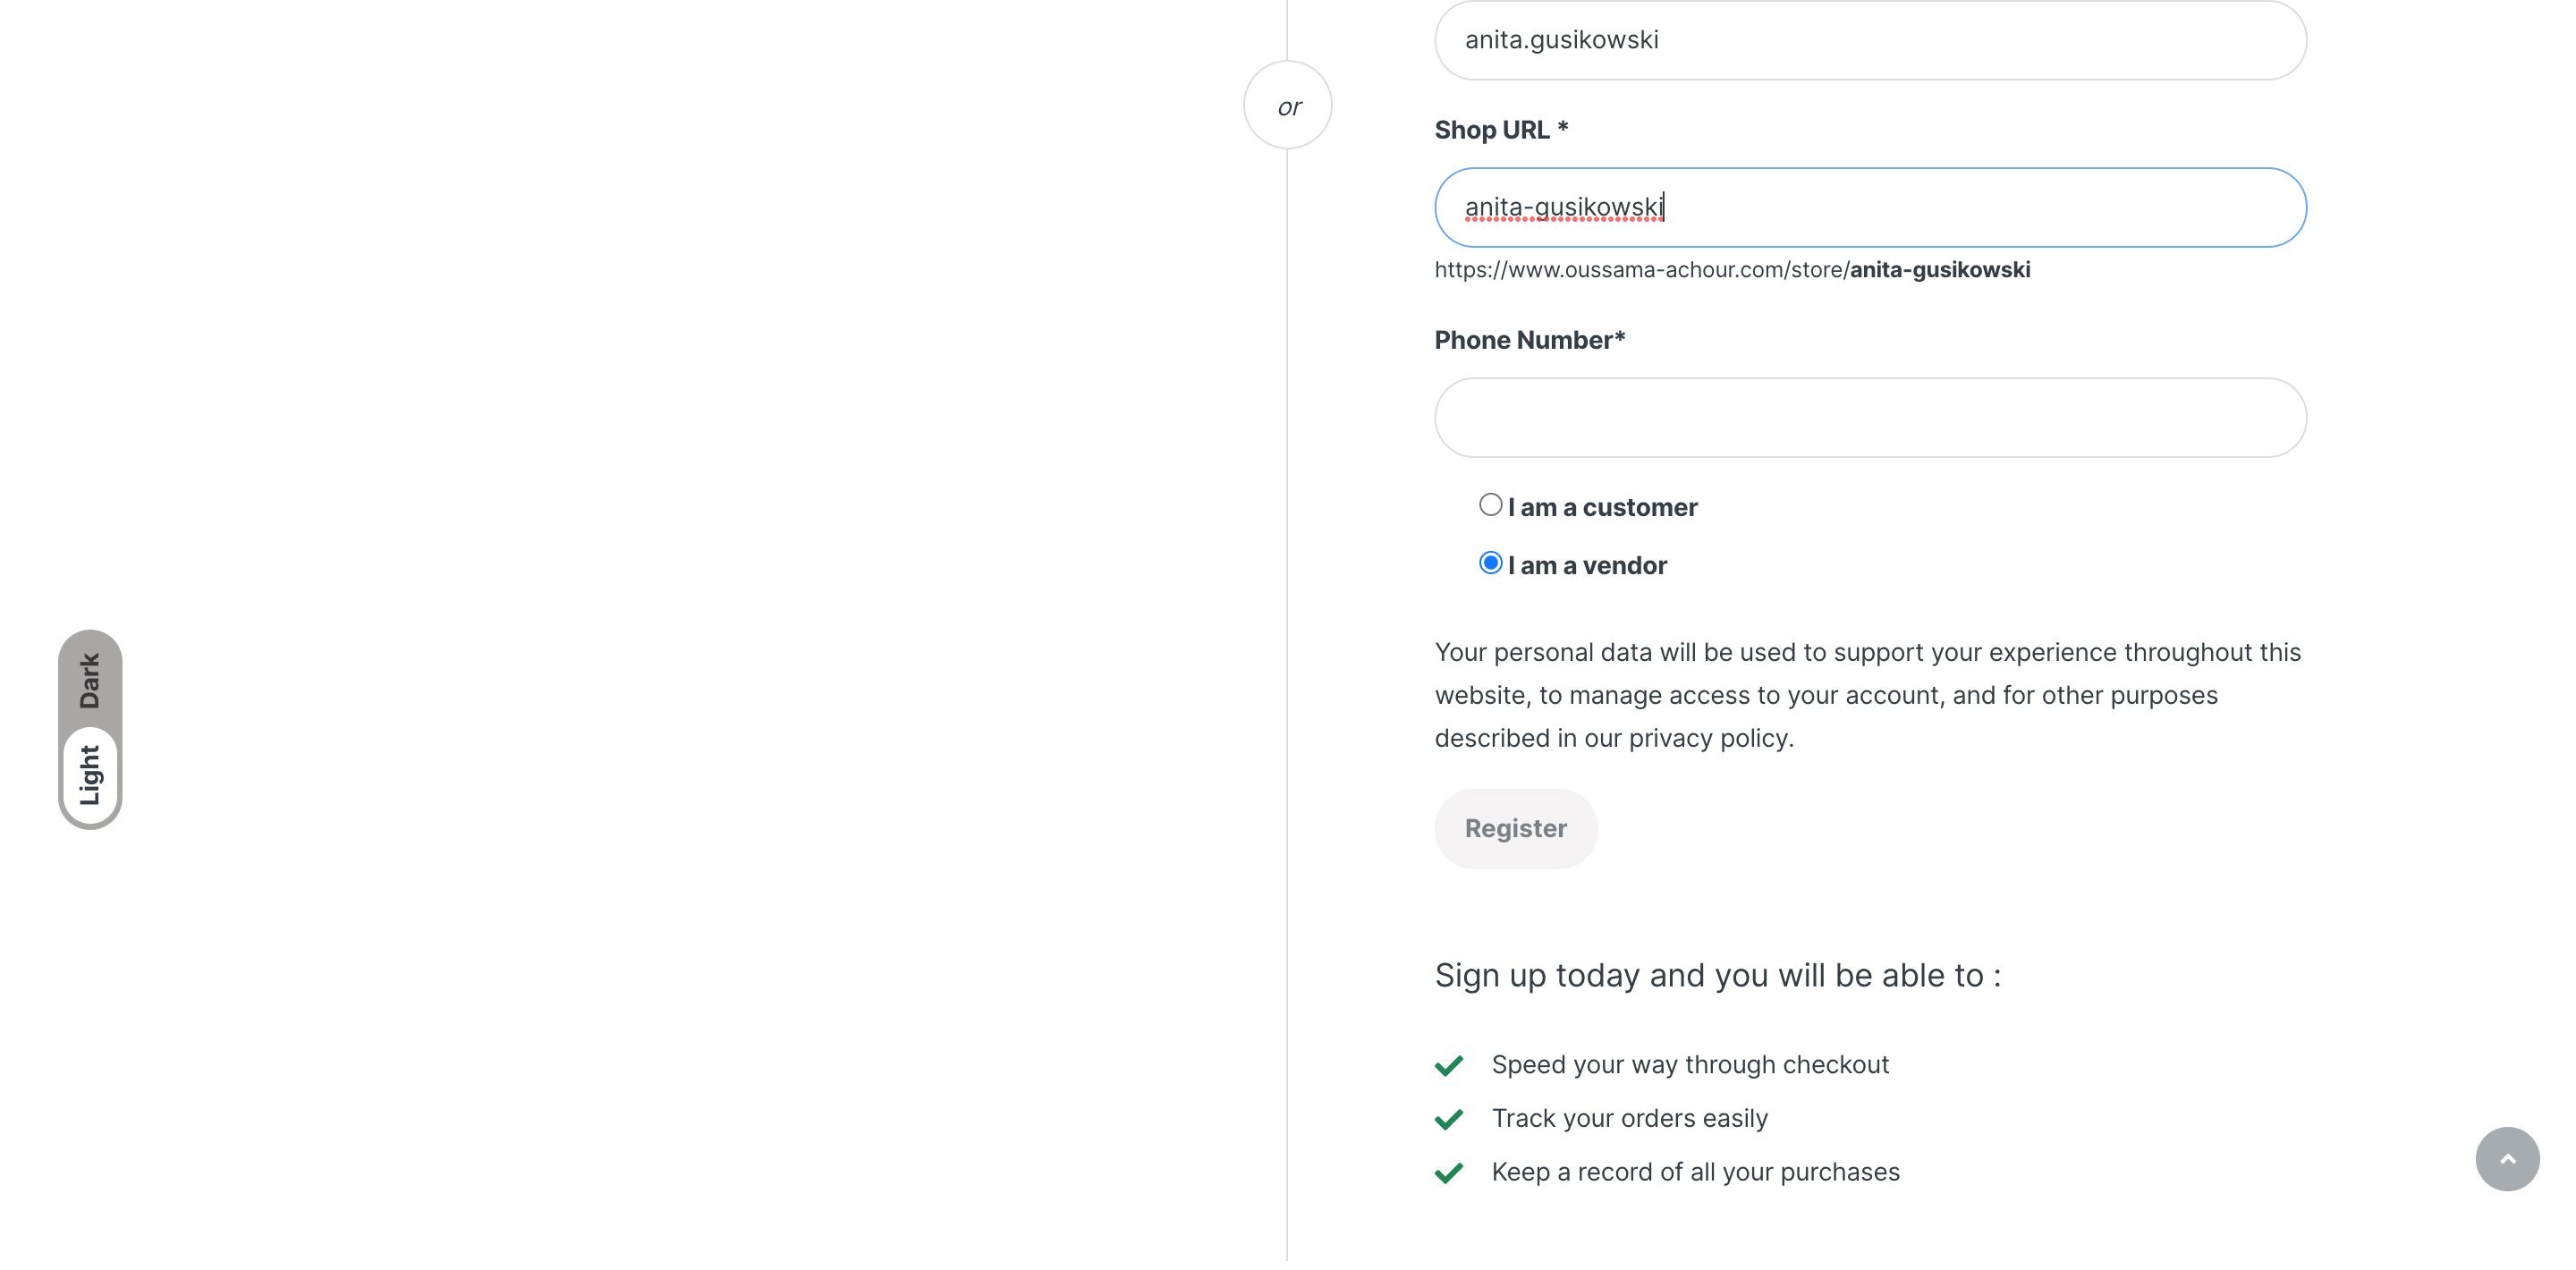 anita.gusikowski
or
Shop URL *
anita-gusikowski
https://www.oussama-achour.com/store/anita-gusikowski
Phone Number*
I am a customer
I am a vendor
Your personal data will be used to support your experience throughout this
website, to manage access to your account, and for other purposes
described in our privacy policy.
Dark
Light
Register
Sign up today and you will be able to :
Speed your way through checkout
Track your orders easily
Keep a record of all your purchases